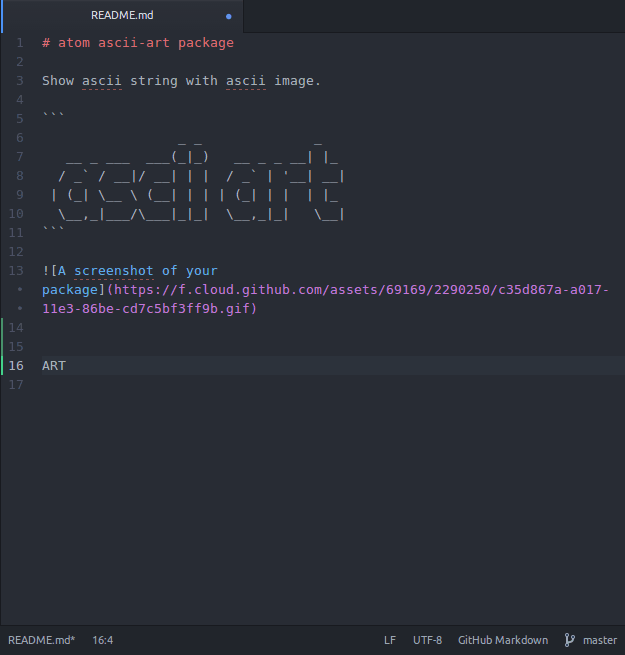 README.md
1 # atom ascii-art package
2
3 Show ascii string with ascii image.
4
5 ```
6                  _ _              _
7    __ _ ___  ___(_|_)   __ _ _ __| |_
8   / _` / __|/ __| | |  / _` | '__| __|
9  | (_| \__ \ (__| | | | (_| | |  | |_
10   \__,_|___/\___|_|_|  \__,_|_|   \__|
11 ```
12
13 ![A screenshot of your
• package](https://f.cloud.github.com/assets/69169/2290250/c35d867a-a017-
• 11e3-86be-cd7c5bf3ff9b.gif)
14
15
16 ART
17
README.md* 16:4 LF UTF-8 GitHub Markdown master